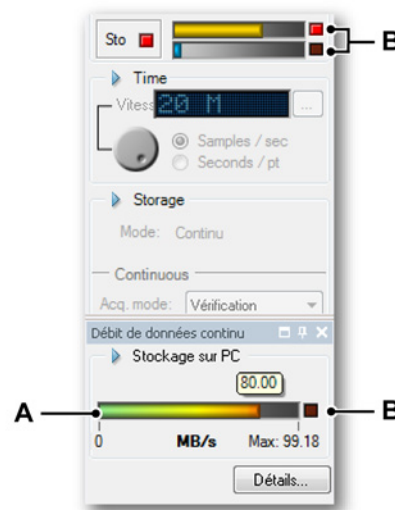 Sto
B
Time
Vitess 20 M ...
Samples / sec
Seconds / pt
Storage
Mode: Continu
Continuous
Acq. mode: Vérification
Débit de données continu
Stockage sur PC
80.00
A
B
0 MB/s Max: 99.18
Détails...